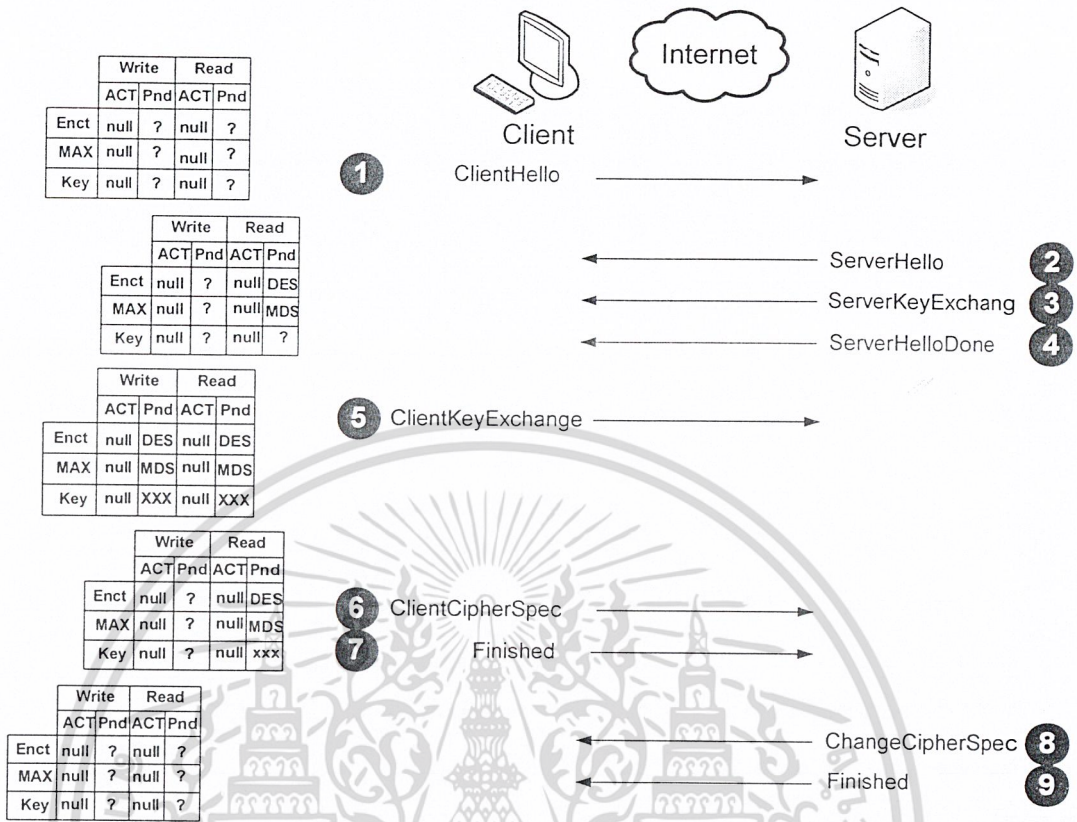 Internet
Client
Server
Write Read
ACT Pnd ACT Pnd
Enct null ? null ?
MAX null ? null ?
Key null ? null ?
1 ClientHello
Write Read
ACT Pnd ACT Pnd
Enct null ? null DES
MAX null ? null MDS
Key null ? null ?
ServerHello 2
ServerKeyExchang 3
ServerHelloDone 4
Write Read
ACT Pnd ACT Pnd
Enct null DES null DES
MAX null MDS null MDS
Key null XXX null XXX
5 ClientKeyExchange
Write Read
ACT Pnd ACT Pnd
Enct null ? null DES
MAX null ? null MDS
Key null ? null xxx
6 ClientCipherSpec
7 Finished
Write Read
ACT Pnd ACT Pnd
Enct null ? null ?
MAX null ? null ?
Key null ? null ?
ChangeCipherSpec 8
Finished 9